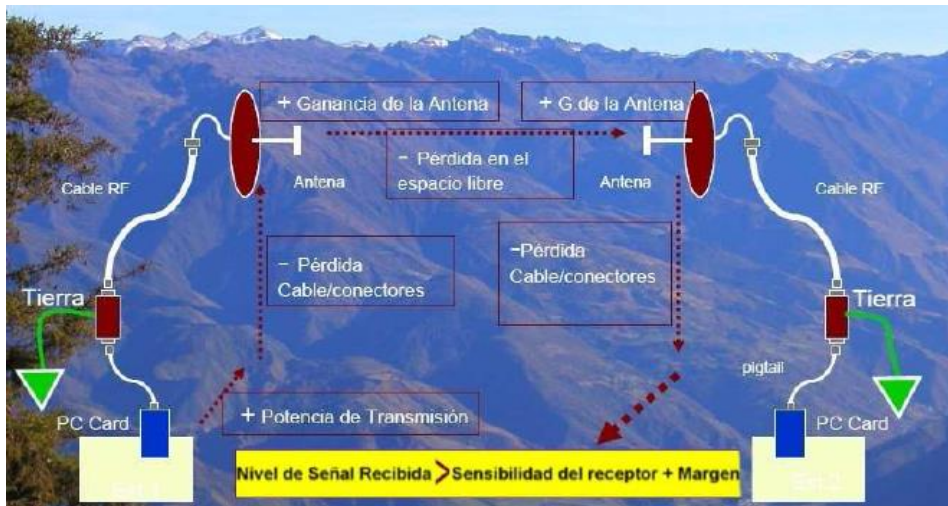 + Ganancia de la Antena
+ G.de la Antena
− Pérdida en el
espacio libre
Cable RF
Antena
Antena
Cable RF
− Pérdida
Cable/conectores
−Pérdida
Cable/conectores
Tierra
Tierra
pigtail
PC Card
+ Potencia de Transmisión
PC Card
Nivel de Señal Recibida > Sensibilidad del receptor + Margen
Est.2